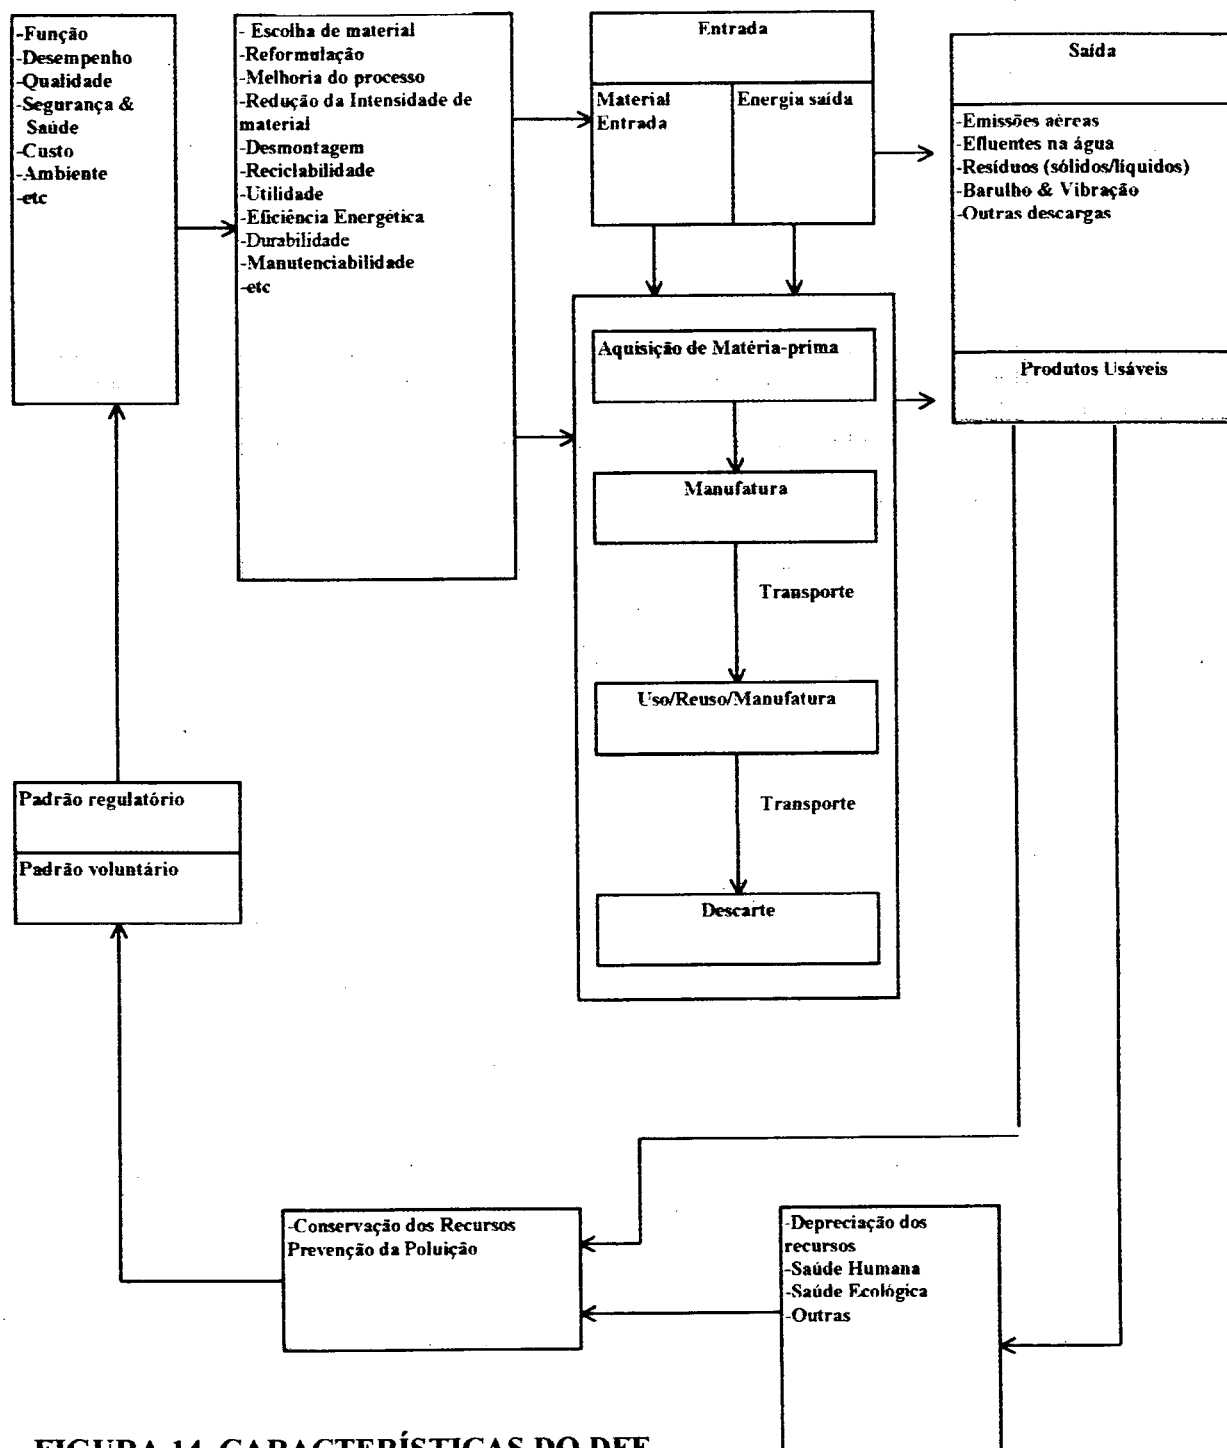 -Função
-Desempenho
-Qualidade
-Segurança &
Saúde
-Custo
-Ambiente
-etc
- Escolha de material
-Reformulação
-Melhoria do processo
-Redução da Intensidade de
material
-Desmontagem
-Reciclabilidade
-Utilidade
-Eficiência Energética
-Durabilidade
-Manutenciabilidade
-etc
Entrada
Material
Entrada
Energia saída
Saída
-Emissões aéreas
-Efluentes na água
-Resíduos (sólidos/líquidos)
-Barulho & Vibração
-Outras descargas
Produtos Usáveis
Aquisição de Matéria-prima
Manufatura
Transporte
Uso/Reuso/Manufatura
Transporte
Descarte
Padrão regulatório
Padrão voluntário
-Conservação dos Recursos
Prevenção da Poluição
-Depreciação dos
recursos
-Saúde Humana
-Saúde Ecológica
-Outras
FIGURA 14. CARACTERÍSTICAS DO DFE